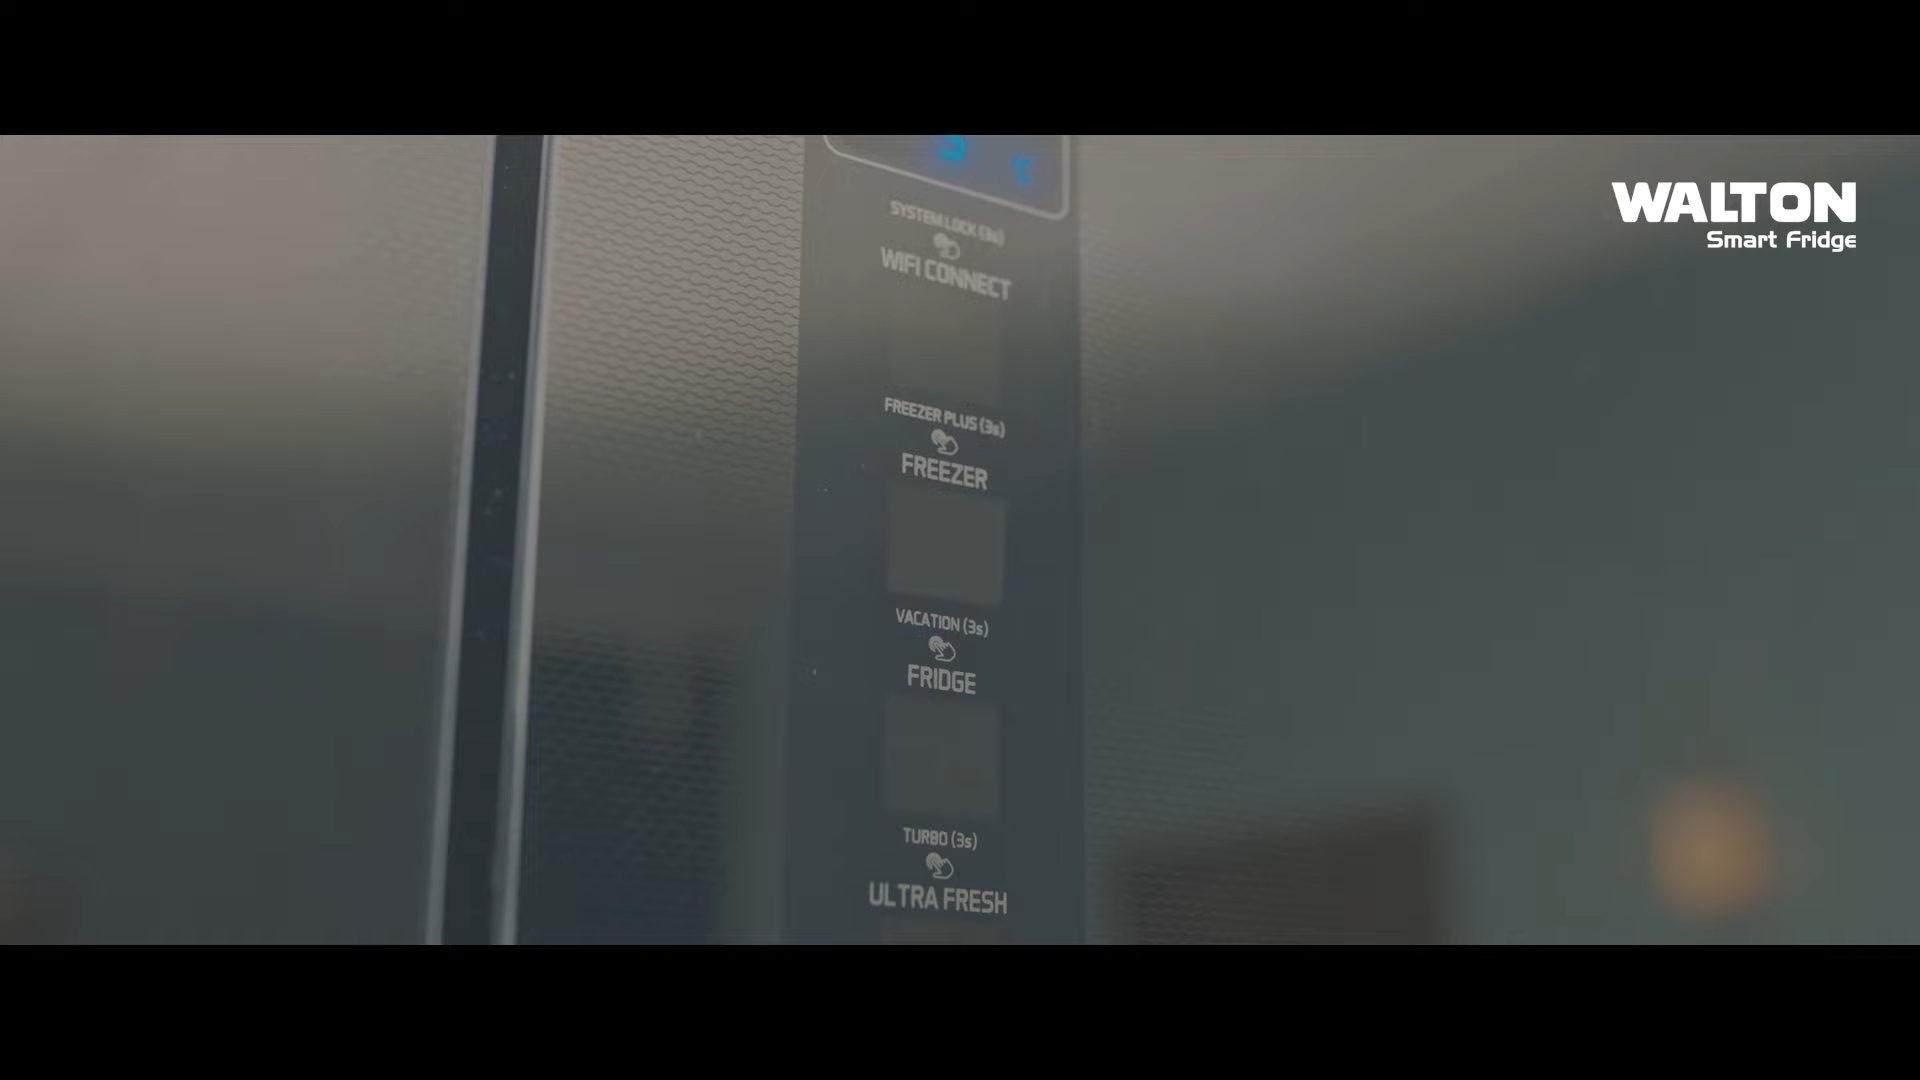 WALTON
Smart Fridge
℃
SYSTEM LOCK (3s)
WIFI CONNECT
FREEZER PLUS (3s)
FREEZER
VACATION (3s)
FRIDGE
TURBO (3s)
ULTRA FRESH